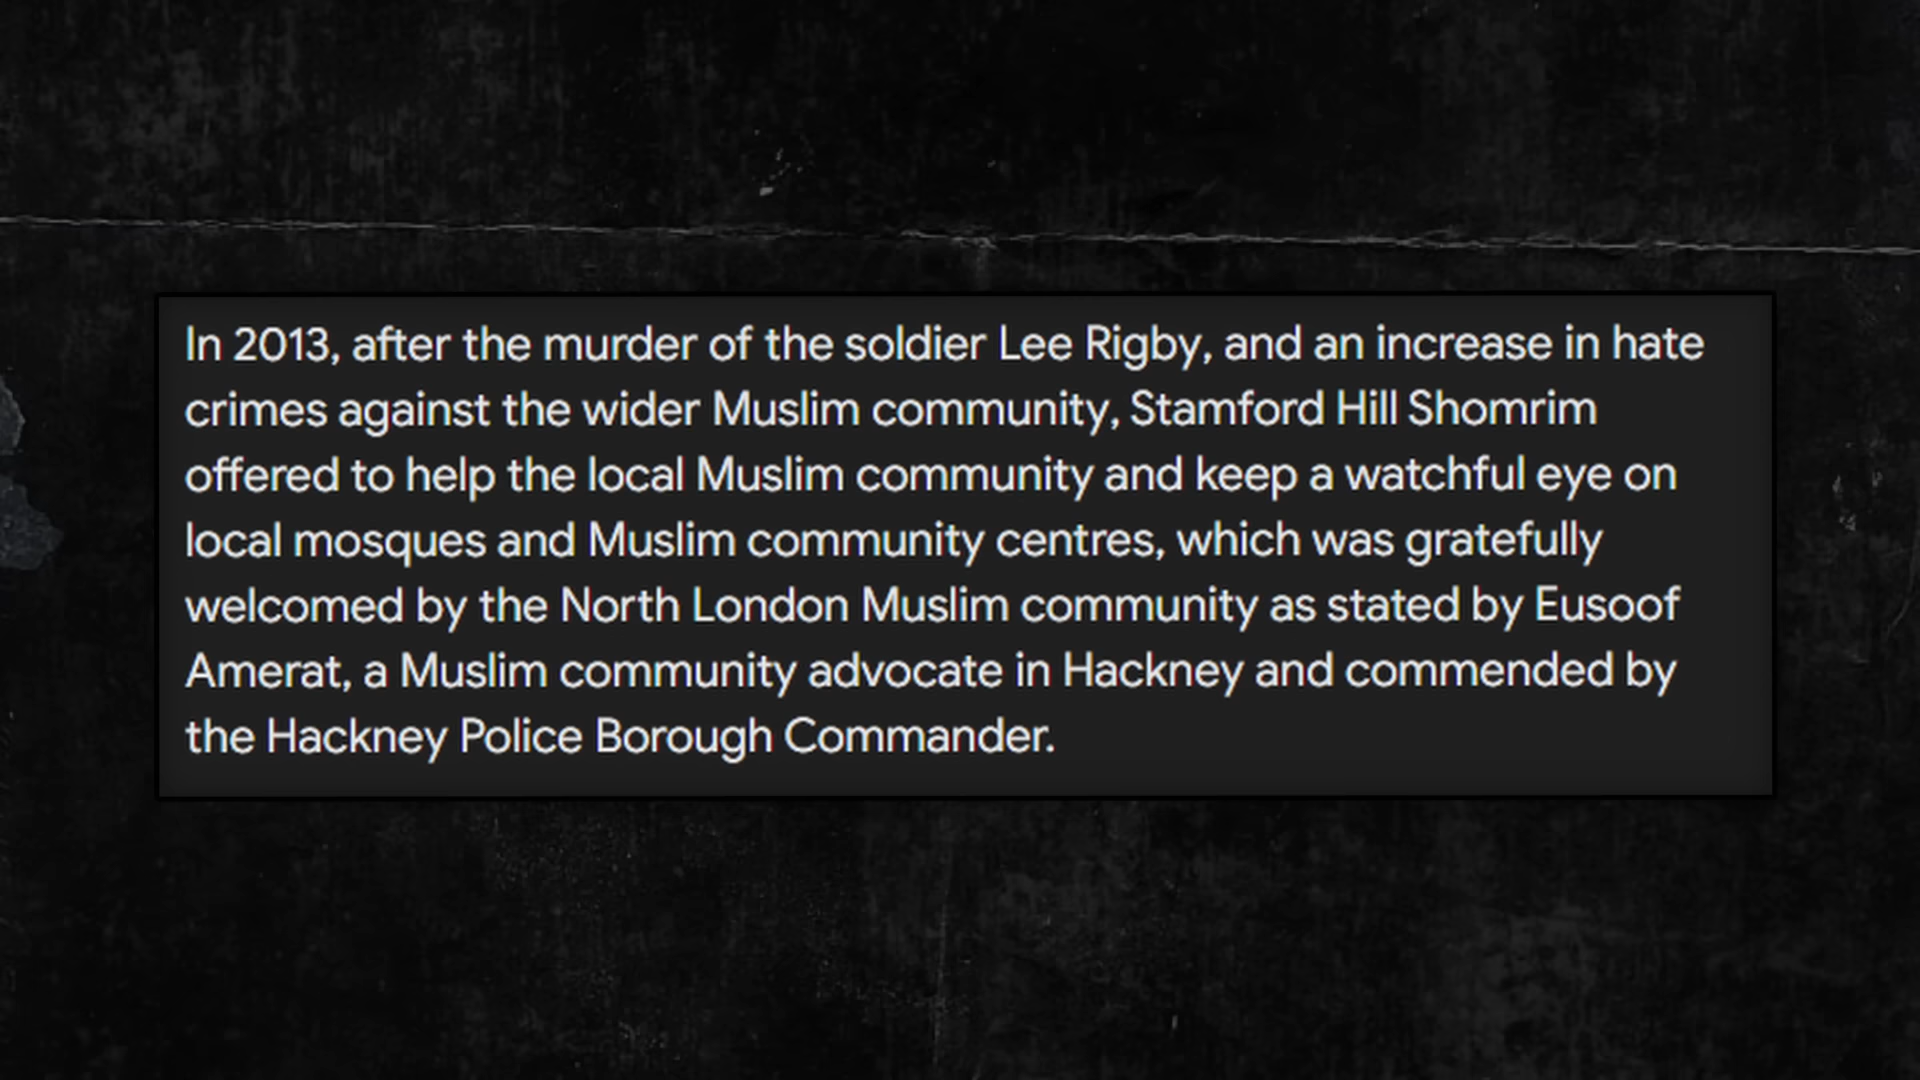 In 2013, after the murder of the soldier Lee Rigby, and an increase in hate
crimes against the wider Muslim community, Stamford Hill Shomrim
offered to help the local Muslim community and keep a watchful eye on
local mosques and Muslim community centres, which was gratefully
welcomed by the North London Muslim community as stated by Eusoof
Amerat, a Muslim community advocate in Hackney and commended by
the Hackney Police Borough Commander.